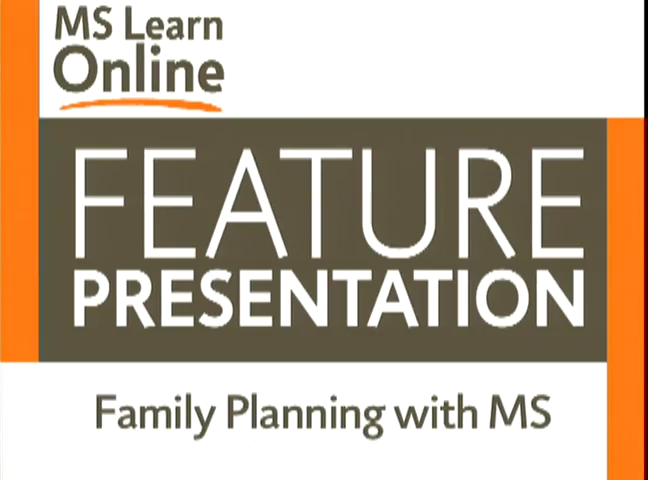 MS Learn
Online
FEATURE
PRESENTATION
Family Planning with MS